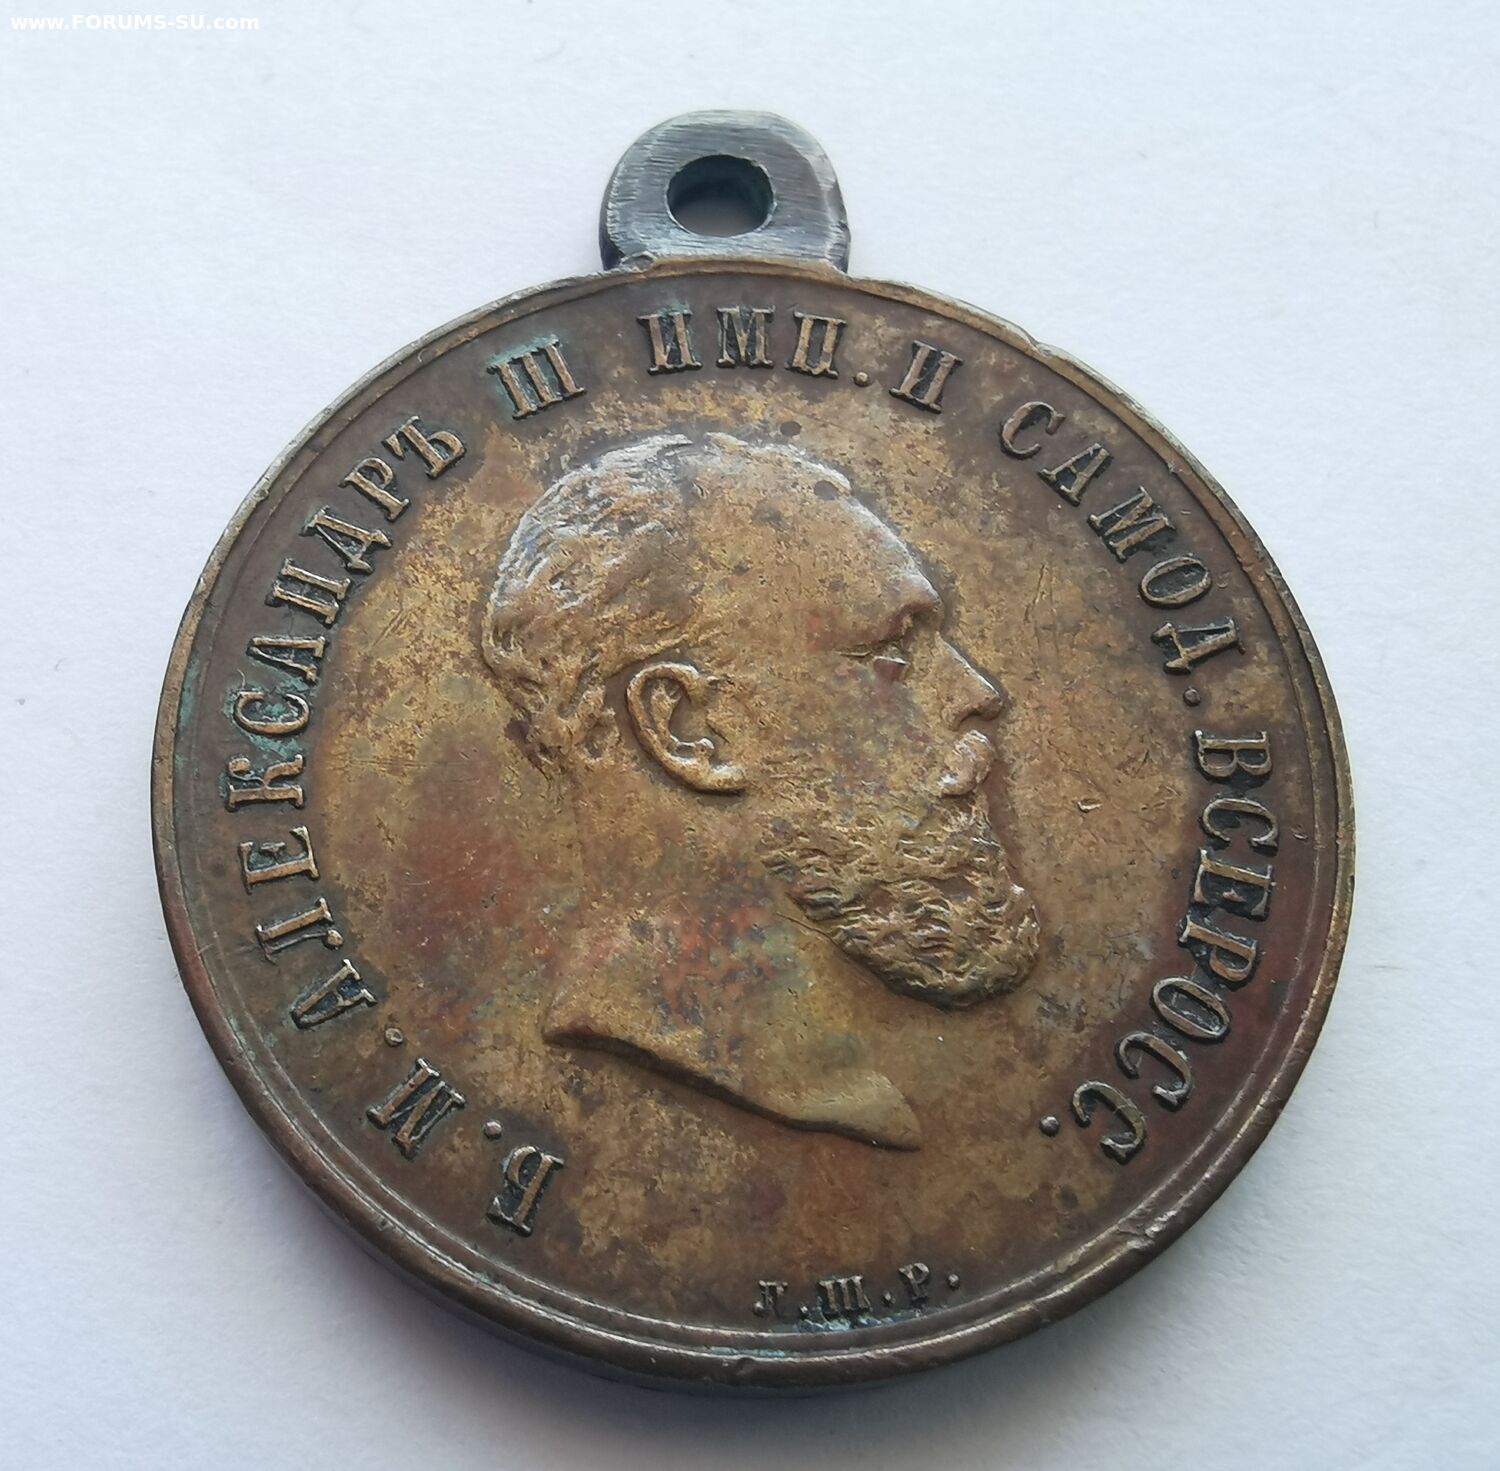 www.FORUMS-SU.com
Б. М. АЛЕКСАНДРЪ III ИМП. И САМОД. ВСЕРОСС.
Л.Ш.Р.